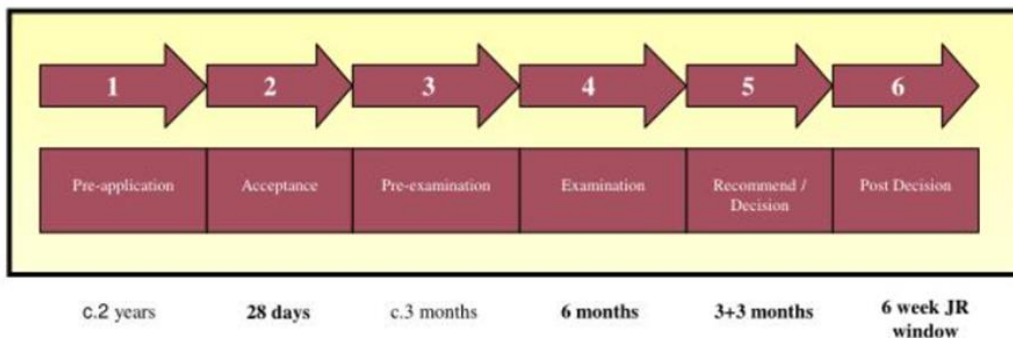 1 2 3 4 5 6
Pre-application Acceptance Pre-examination Examination Recommend / Post Decision
Decision
c.2 years 28 days c.3 months 6 months 3+3 months 6 week JR
window